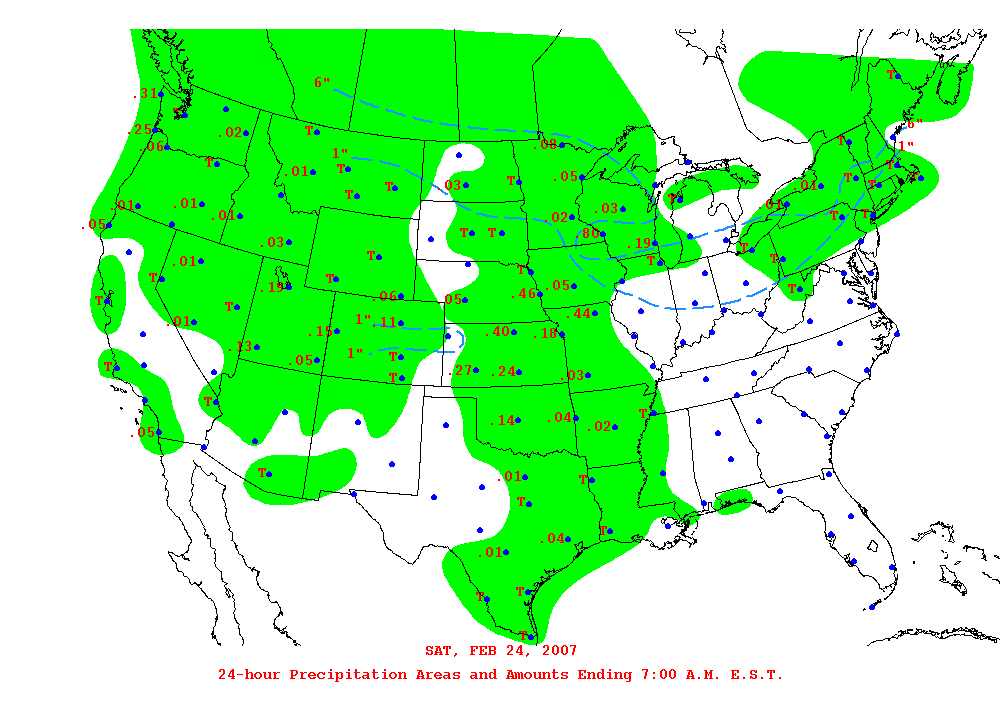 6"
6"
.31
T
T
.25
.02
T
.06
.08
T
1"
1"
T
T
T
.01
T
.03
T
.05
T
T
T
T
.01
T
.01
.01
.01
.02
.03
.01
T
T
.05
T
T
.80
.03
.19
T
T
.01
T
T
T
T
T
.19
.05
T
.06
.05
.46
T
T
.01
1"
.11
.44
.15
.40
.18
.13
1"
T
.05
T
.27
.24
.03
T
T
T
.14
.04
.02
.05
T
.01
T
T
T
.01
.04
T
T
T
SAT, FEB 24, 2007
24-hour Precipitation Areas and Amounts Ending 7:00 A.M. E.S.T.